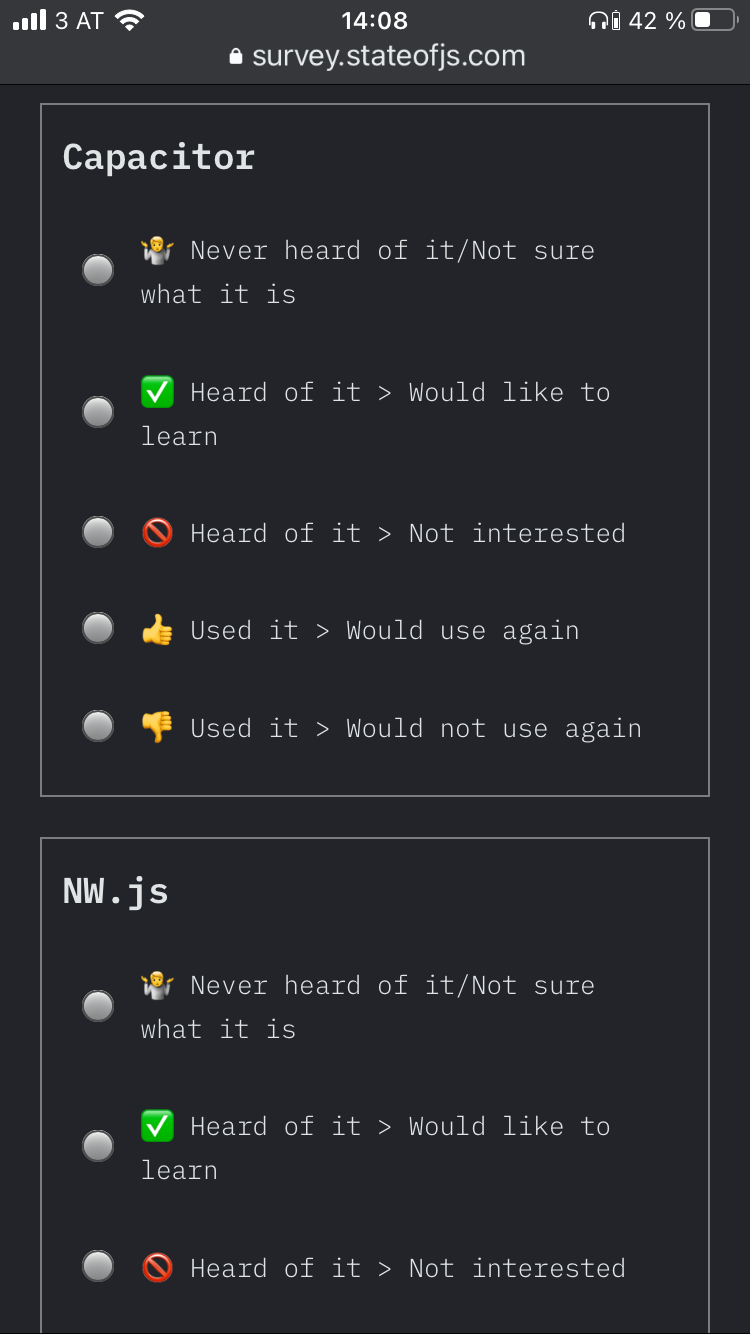 3 AT 14:08 42 %
survey.stateofjs.com
Capacitor
🤷 Never heard of it/Not sure
what it is
✅ Heard of it > Would like to
learn
🚫 Heard of it > Not interested
👍 Used it > Would use again
👎 Used it > Would not use again
NW.js
🤷 Never heard of it/Not sure
what it is
✅ Heard of it > Would like to
learn
🚫 Heard of it > Not interested